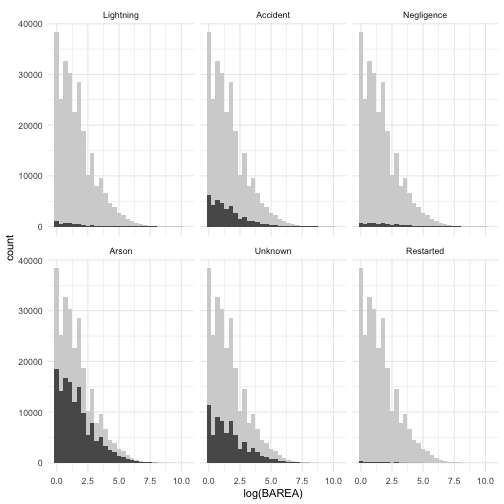 Lightning
Accident
Negligence
40000
30000
20000
10000
0
count
Arson
Unknown
Restarted
40000
30000
20000
10000
0
0.0 2.5 5.0 7.5 10.0
0.0 2.5 5.0 7.5 10.0
0.0 2.5 5.0 7.5 10.0
log(BAREA)